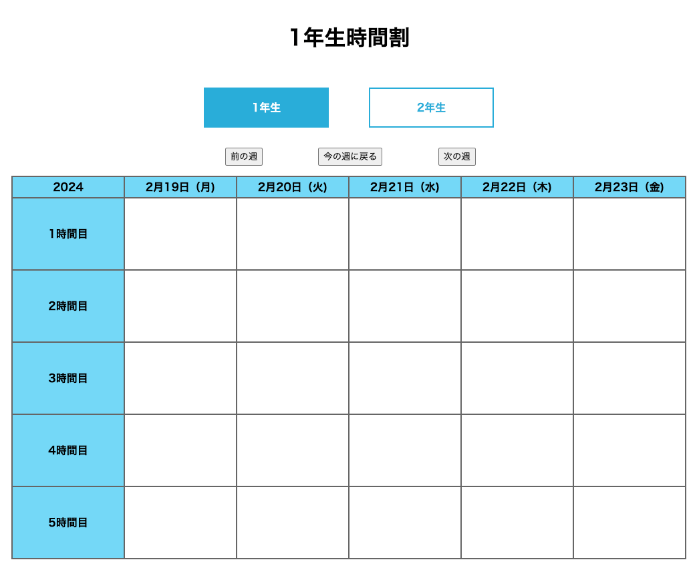 1年生時間割
1年生 2年生
前の週 今の週に戻る 次の週
2024 2月19日（月) 2月20日（火) 2月21日（水) 2月22日（木) 2月23日（金)
1時間目
2時間目
3時間目
4時間目
5時間目